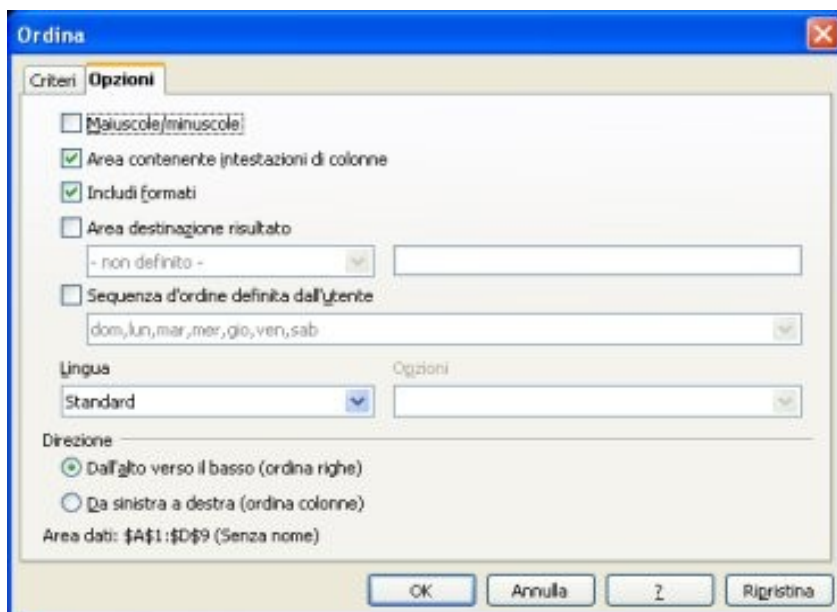 Ordina
Criteri Opzioni
Maiuscole/minuscole
Area contenente intestazioni di colonne
Includi formati
Area destinazione risultato
- non definito -
Sequenza d'ordine definita dall'utente
dom,lun,mar,mer,gio,ven,sab
Lingua Opzioni
Standard
Direzione
Dall'alto verso il basso (ordina righe)
Da sinistra a destra (ordina colonne)
Area dati: $A$1:$D$9 (Senza nome)
OK Annulla ? Ripristina